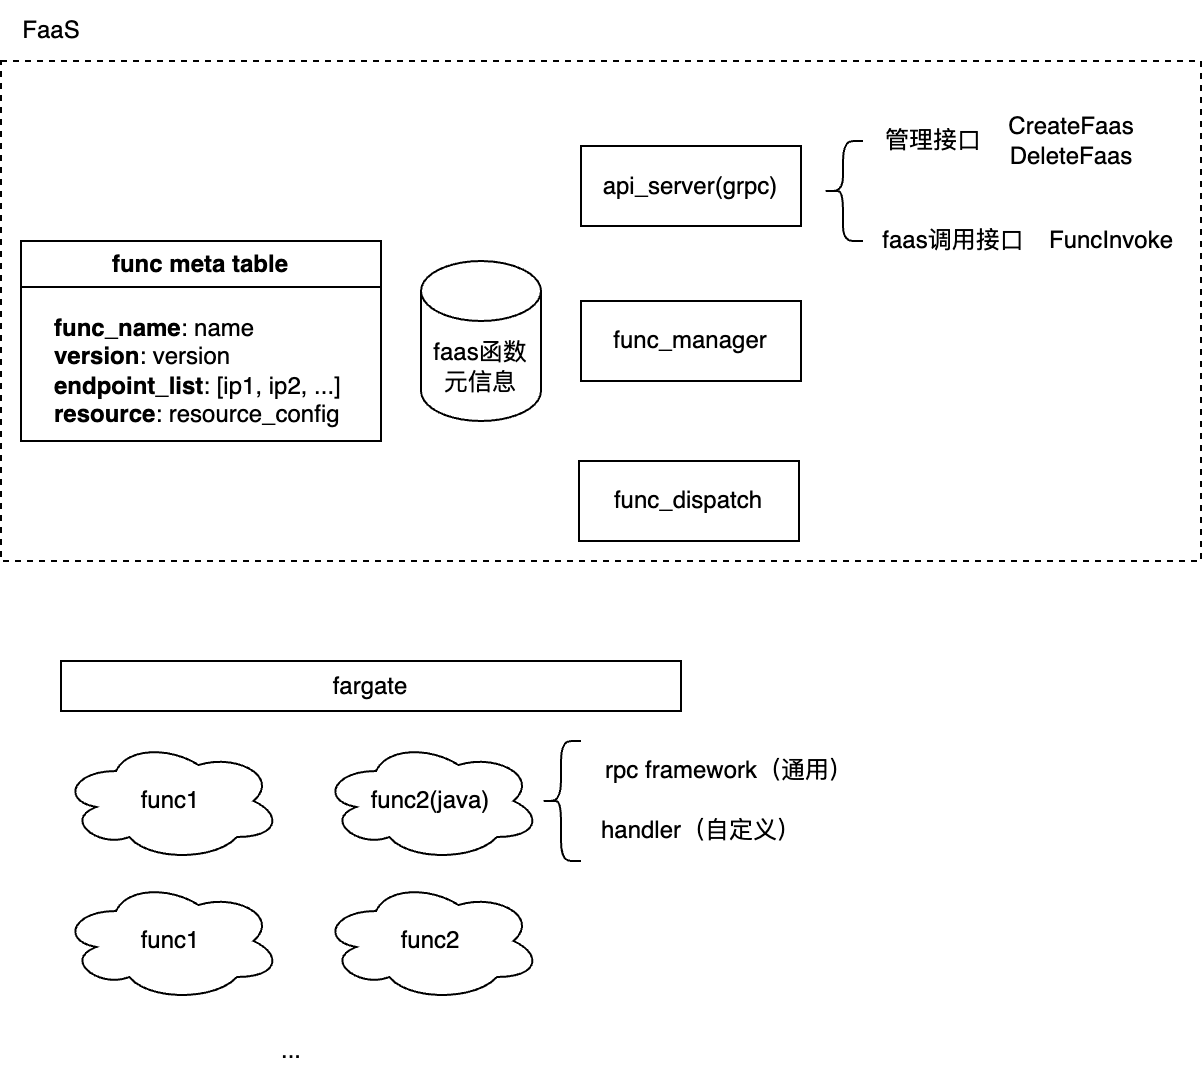 FaaS
管理接口
CreateFaas
DeleteFaas
api_server(grpc)
faas调用接口
FuncInvoke
func meta table
func_name: name
version: version
endpoint_list: [ip1, ip2, ...]
resource: resource_config
faas函数
元信息
func_manager
func_dispatch
fargate
func1
func2(java)
rpc framework（通用）
handler（自定义）
func1
func2
...